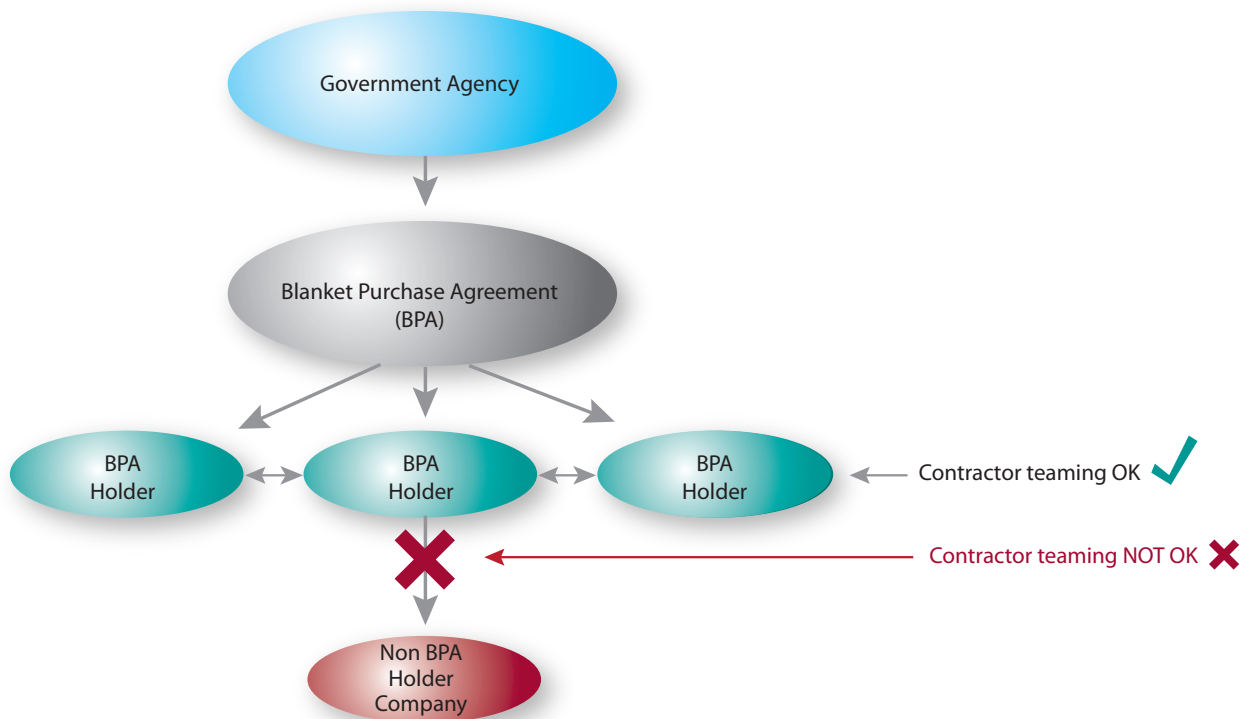 Government Agency
Blanket Purchase Agreement
(BPA)
BPA
Holder
BPA
Holder
BPA
Holder
Contractor teaming OK
Contractor teaming NOT OK
Non BPA
Holder
Company